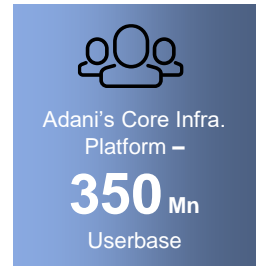 Adani’s Core Infra.
Platform –
350 Mn
Userbase